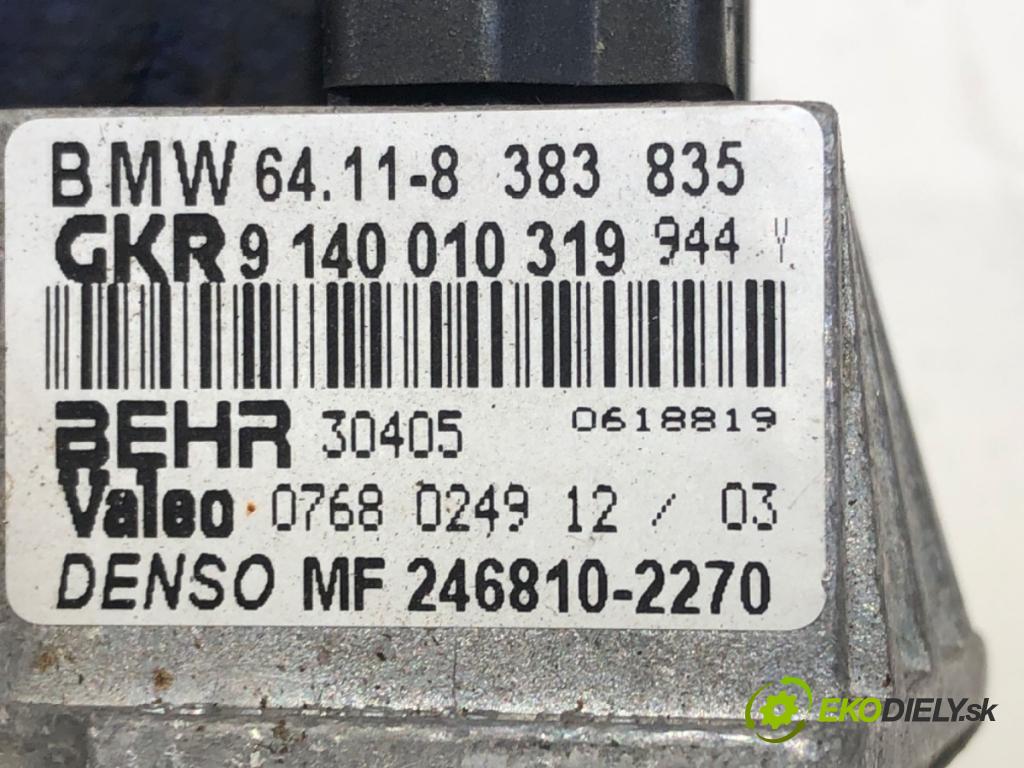 BMW 64.11-8 383 835
GKR 9 140 010 319 944 Y
BEHR 30405 0618819
Valeo 0768 0249 12 / 03
DENSO MF 246810-2270
EKODIELY.sk